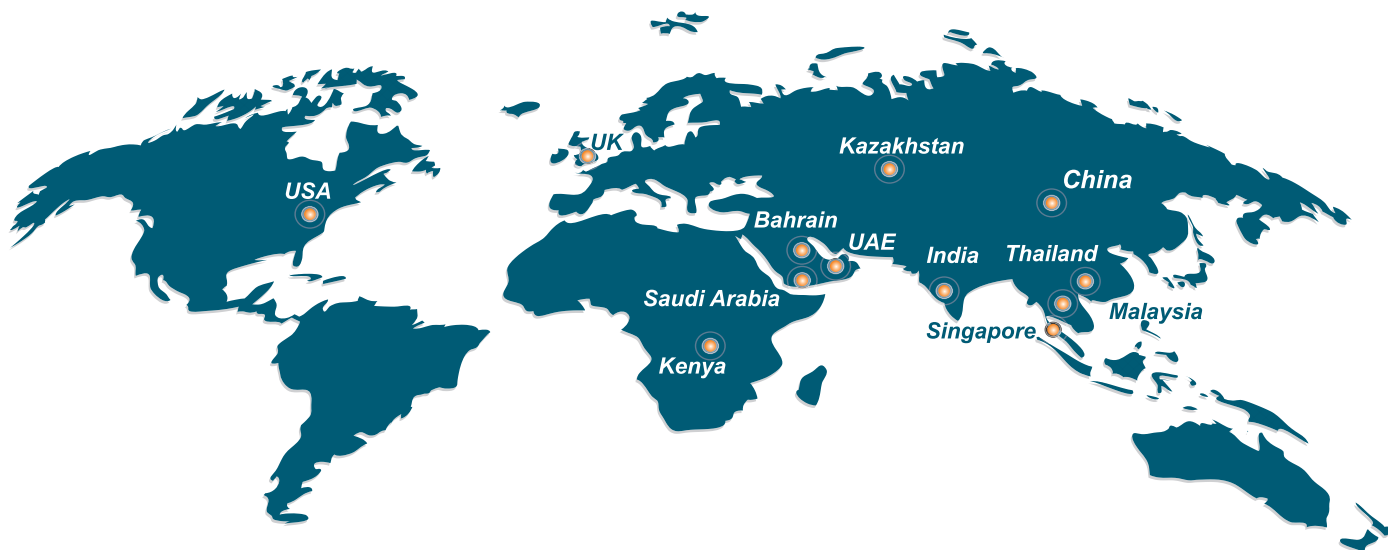 UK
Kazakhstan
China
USA
Bahrain
UAE
India
Thailand
Saudi Arabia
Malaysia
Singapore
Kenya